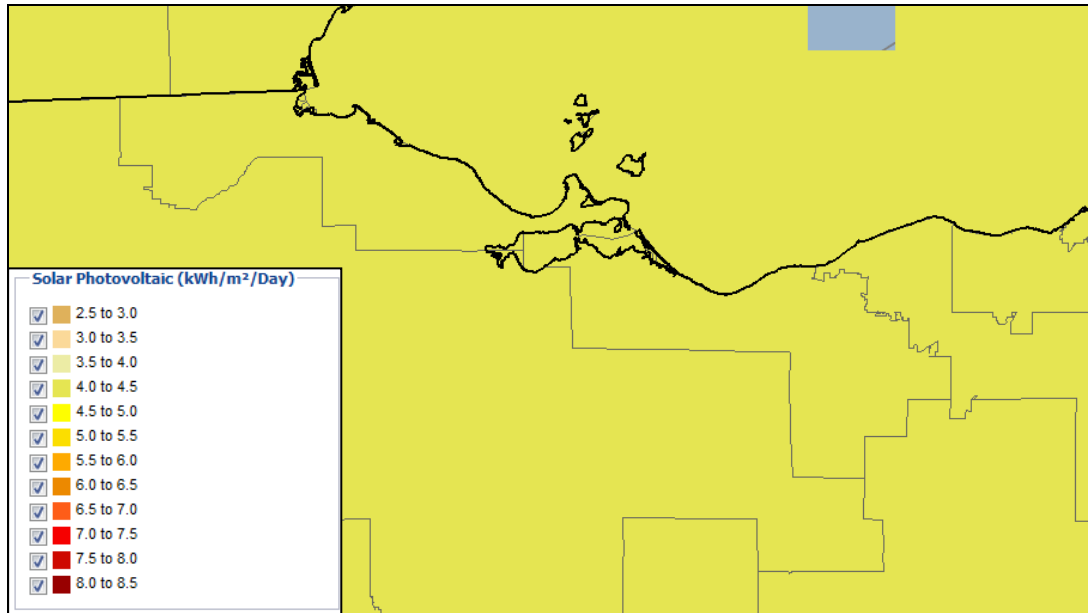 Solar Photovoltaic (kWh/m²/Day)
2.5 to 3.0
3.0 to 3.5
3.5 to 4.0
4.0 to 4.5
4.5 to 5.0
5.0 to 5.5
5.5 to 6.0
6.0 to 6.5
6.5 to 7.0
7.0 to 7.5
7.5 to 8.0
8.0 to 8.5